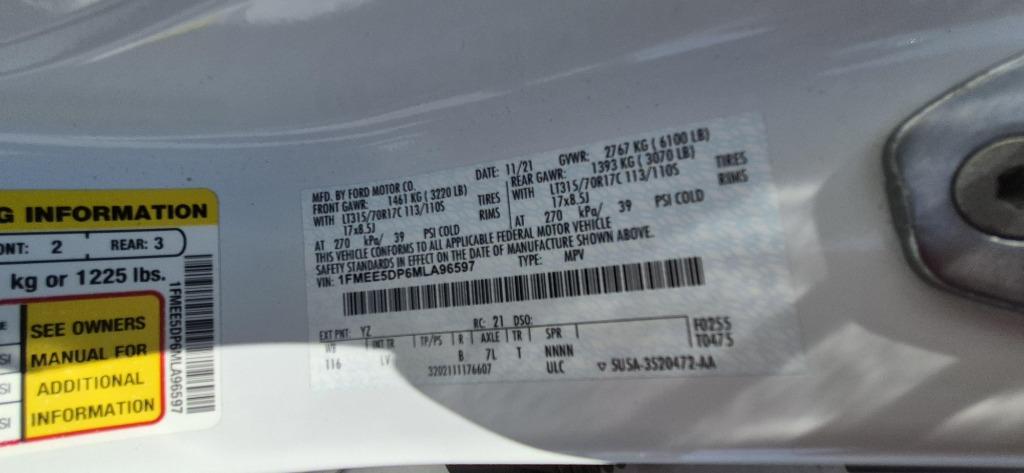 G INFORMATION
ONT: 2 REAR: 3
kg or 1225 lbs.
SEE OWNERS
MANUAL FOR
ADDITIONAL
INFORMATION
SI
SI
SI
1FMEE5DP6MLA96597
MFD. BY FORD MOTOR CO. DATE: 11/21 GVWR: 2767 KG ( 6100 LB)
FRONT GAWR: 1461 KG ( 3220 LB) REAR GAWR: 1393 KG ( 3070 LB)
WITH LT315/70R17C 113/110S TIRES WITH LT315/70R17C 113/110S TIRES
17x8.5J RIMS 17x8.5J RIMS
AT 270 kPa/ 39 PSI COLD AT 270 kPa/ 39 PSI COLD
THIS VEHICLE CONFORMS TO ALL APPLICABLE FEDERAL MOTOR VEHICLE
SAFETY STANDARDS IN EFFECT ON THE DATE OF MANUFACTURE SHOWN ABOVE.
VIN: 1FMEE5DP6MLA96597 TYPE: MPV
EXT PNT: YZ RC: 21 DSO: F0255
WB INT TR TP/PS R AXLE TR SPR T0475
116 LV B 7L T NNNN
3202111176607 ULC ▽ SU5A-3520472-AA